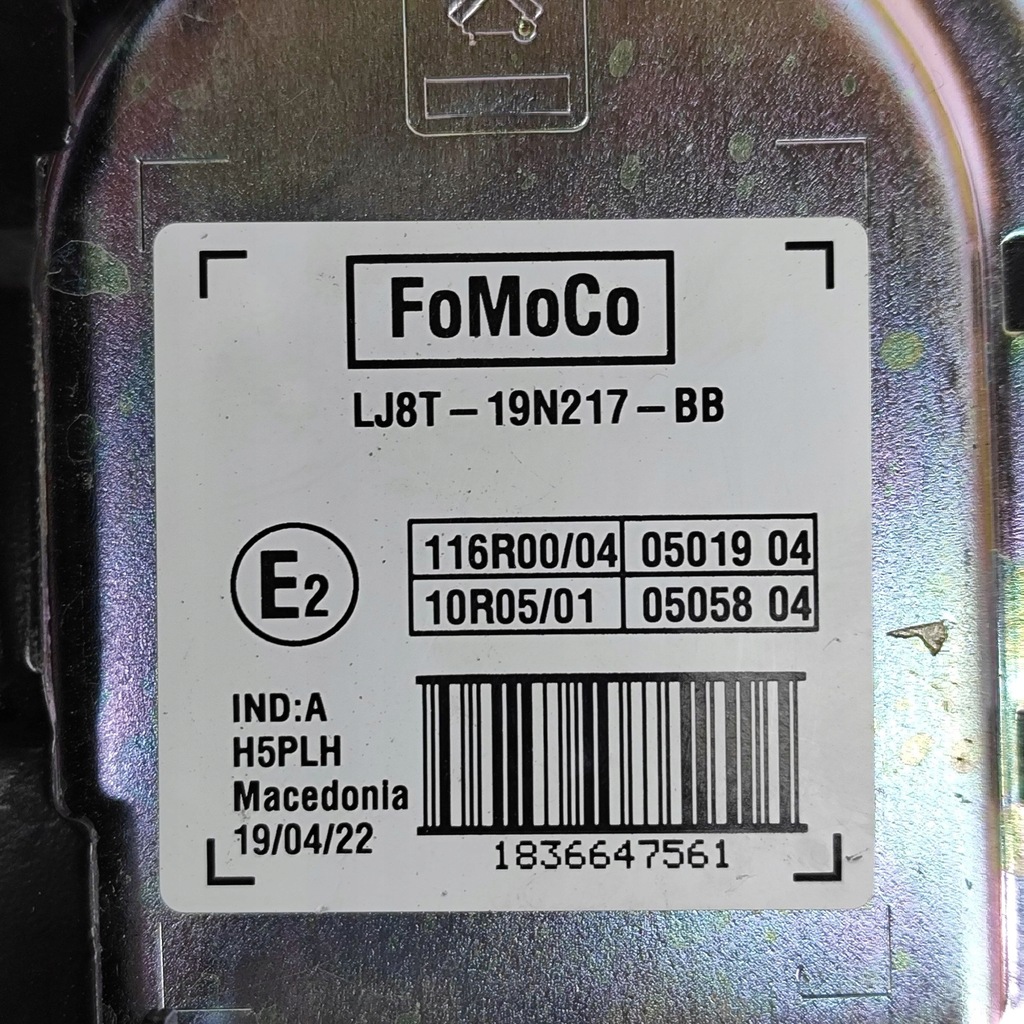 FoMoCo
LJ8T-19N217-BB
E2
116R00/04 05019 04
10R05/01 05058 04
IND:A
H5PLH
Macedonia
19/04/22
1836647561